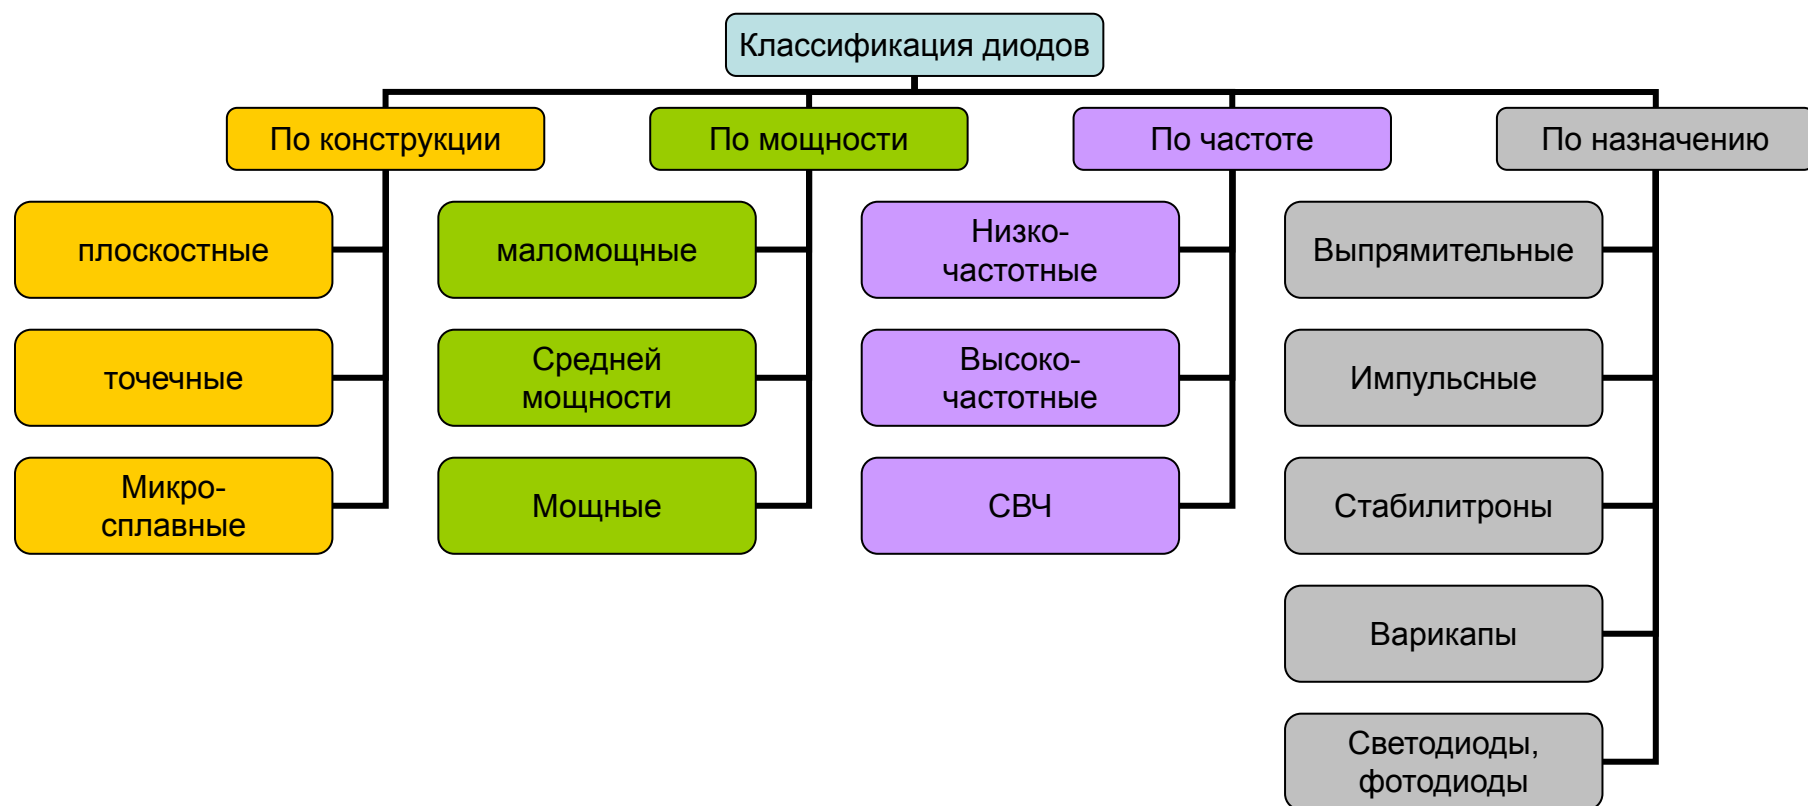 Классификация диодов
По конструкции
По мощности
По частоте
По назначению
плоскостные
маломощные
Низко-
частотные
Выпрямительные
точечные
Средней
мощности
Высоко-
частотные
Импульсные
Микро-
сплавные
Мощные
СВЧ
Стабилитроны
Варикапы
Светодиоды,
фотодиоды